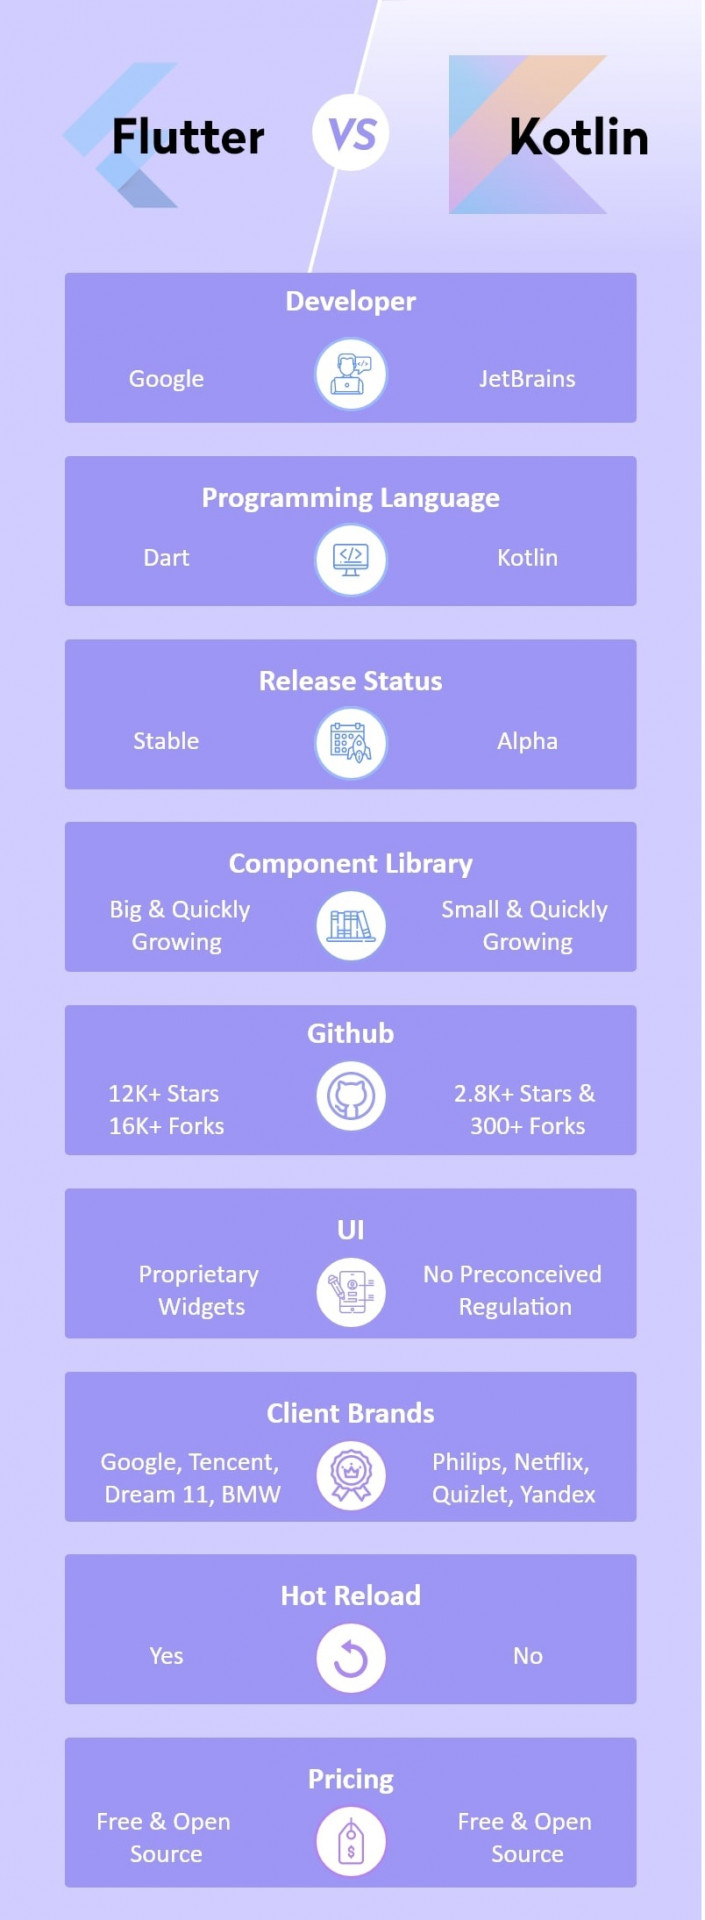 Flutter
VS
Kotlin
Developer
Google
JetBrains
Programming Language
Dart
Kotlin
Release Status
Stable
Alpha
Component Library
Big & Quickly
Growing
Small & Quickly
Growing
Github
12K+ Stars
16K+ Forks
2.8K+ Stars &
300+ Forks
UI
Proprietary
Widgets
No Preconceived
Regulation
Client Brands
Google, Tencent,
Dream 11, BMW
Philips, Netflix,
Quizlet, Yandex
Hot Reload
Yes
No
Pricing
Free & Open
Source
Free & Open
Source